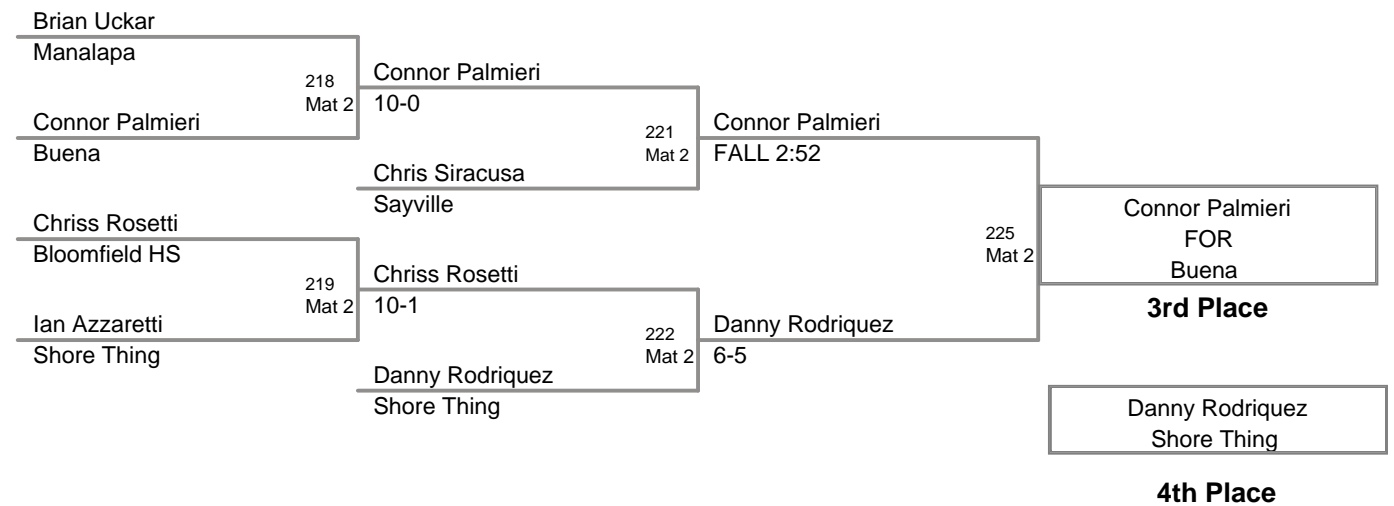 Brian Uckar
Manalapa
218
Mat 2
Connor Palmieri
10-0
Connor Palmieri
Buena
221
Mat 2
Connor Palmieri
FALL 2:52
Chris Siracusa
Sayville
Chriss Rosetti
Bloomfield HS
219
Mat 2
Chriss Rosetti
10-1
Ian Azzaretti
Shore Thing
222
Mat 2
Danny Rodriquez
6-5
Danny Rodriquez
Shore Thing
225
Mat 2
Connor Palmieri
FOR
Buena
3rd Place
Danny Rodriquez
Shore Thing
4th Place